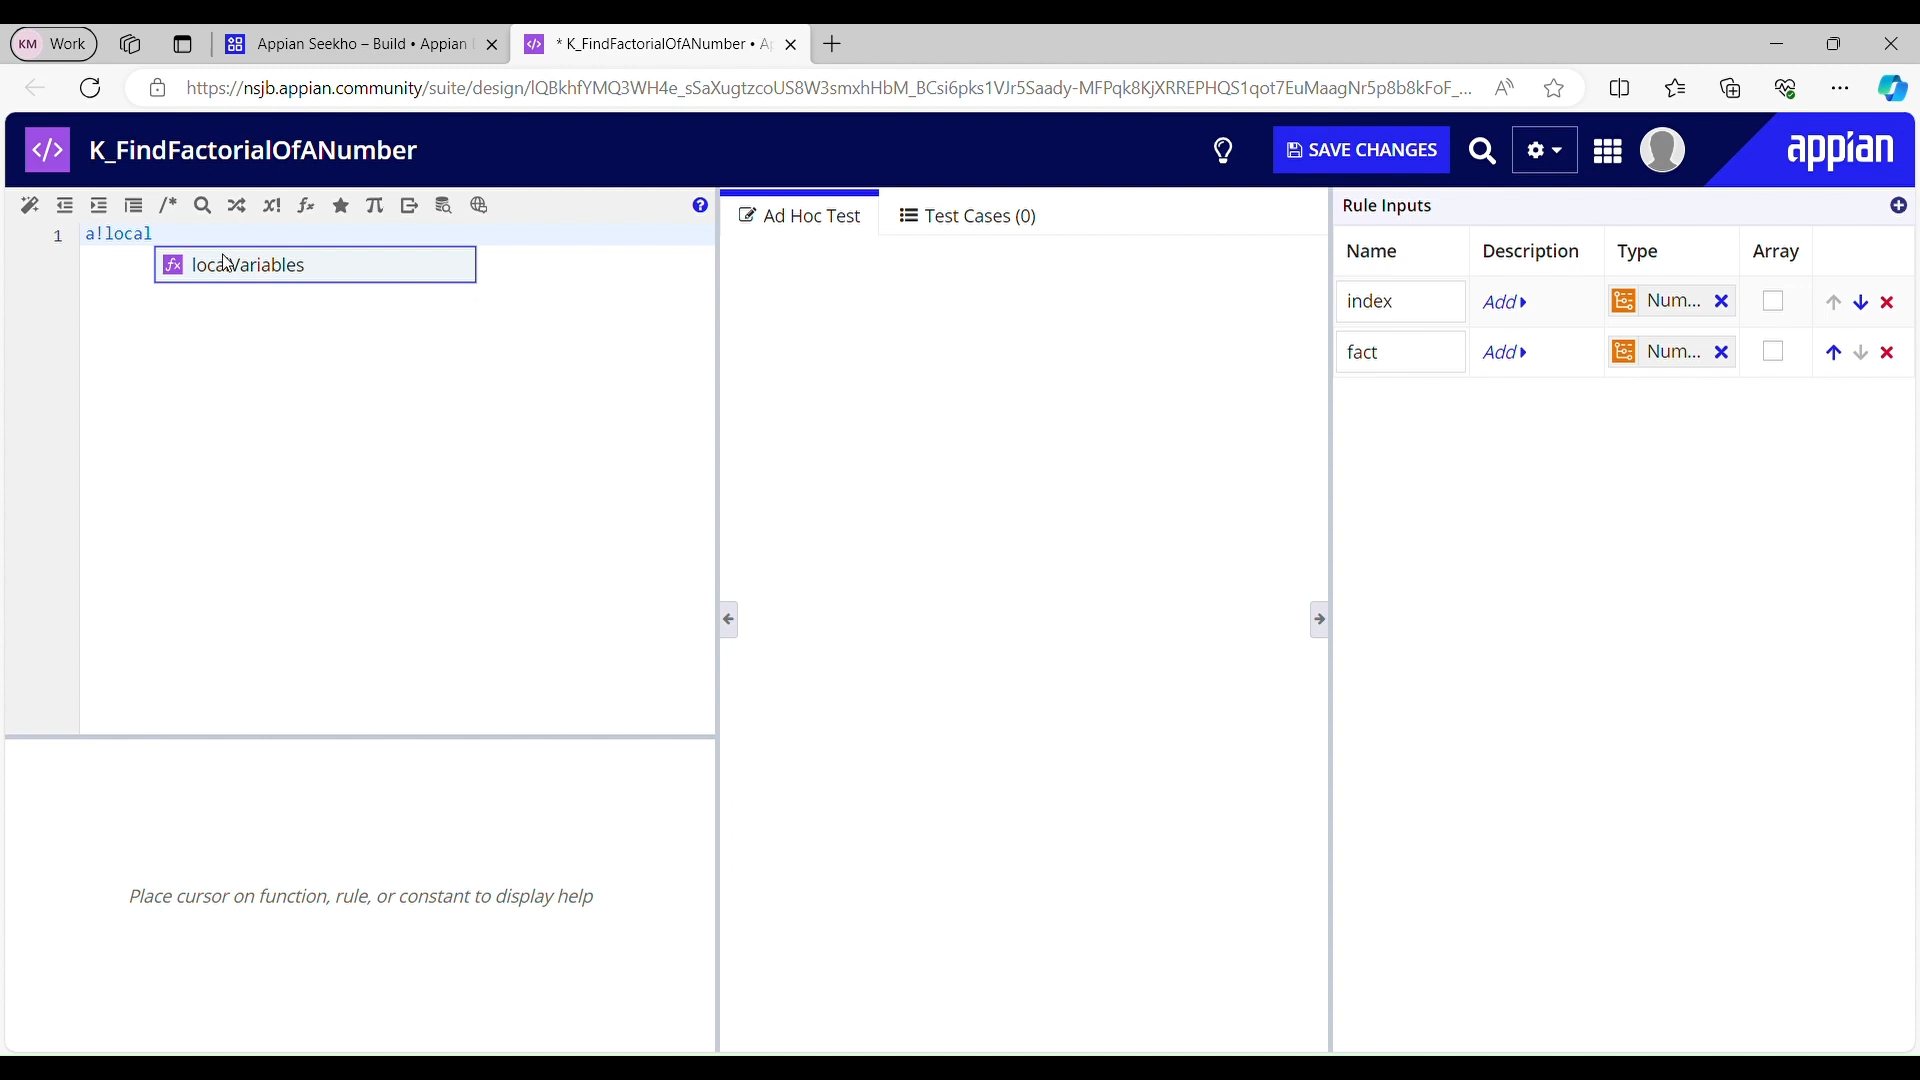 KM Work
Appian Seekho – Build • Appian
* K_FindFactorialOfANumber • A
https://nsjb.appian.community/suite/design/lQBkhfYMQ3WH4e_sSaXugtzcoUS8W3smxhHbM_BCsi6pks1VJr5Saady-MFPqk8KjXRREPHQS1qot7EuMaagNr5p8b8kFoF_...
K_FindFactorialOfANumber
SAVE CHANGES
appian
Ad Hoc Test
Test Cases (0)
Rule Inputs
1 a!local
localVariables
Name Description Type Array
index Add Num...
fact Add Num...
Place cursor on function, rule, or constant to display help